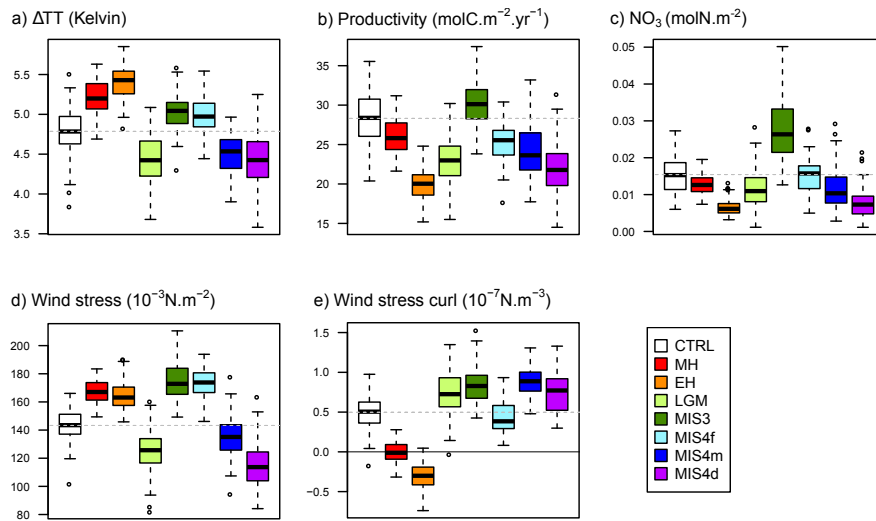 a) ΔTT (Kelvin)
b) Productivity (molC.m⁻².yr⁻¹)
c) NO₃ (molN.m⁻²)
5.5
5.0
4.5
4.0
3.5
35
30
25
20
15
0.05
0.04
0.03
0.02
0.01
0.00
d) Wind stress (10⁻³N.m⁻²)
e) Wind stress curl (10⁻⁷N.m⁻³)
200
180
160
140
120
100
80
1.5
1.0
0.5
0.0
−0.5
CTRL
MH
EH
LGM
MIS3
MIS4f
MIS4m
MIS4d